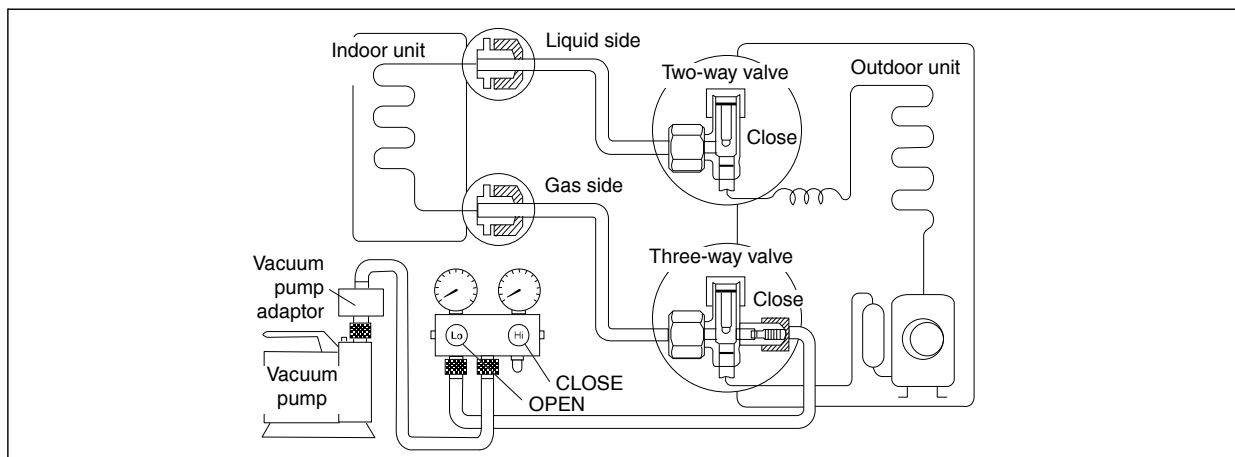 Indoor unit
Liquid side
Two-way valve
Close
Outdoor unit
Gas side
Three-way valve
Close
Vacuum
pump
adaptor
Lo
Hi
CLOSE
OPEN
Vacuum
pump